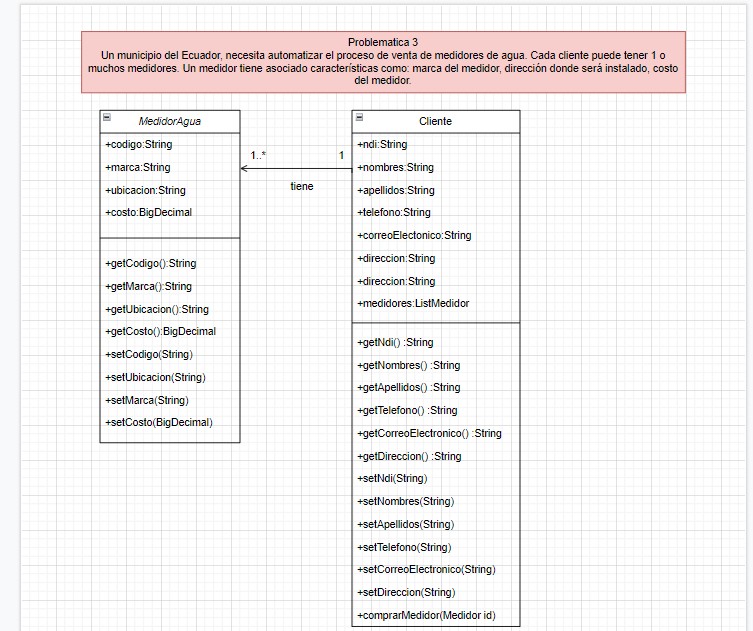 Problematica 3
Un municipio del Ecuador, necesita automatizar el proceso de venta de medidores de agua. Cada cliente puede tener 1 o
muchos medidores. Un medidor tiene asociado características como: marca del medidor, dirección donde será instalado, costo
del medidor.
MedidorAgua
+codigo:String
+marca:String
+ubicacion:String
+costo:BigDecimal
+getCodigo():String
+getMarca():String
+getUbicacion():String
+getCosto():BigDecimal
+setCodigo(String)
+setUbicacion(String)
+setMarca(String)
+setCosto(BigDecimal)
1..*
1
tiene
Cliente
+ndi:String
+nombres:String
+apellidos:String
+telefono:String
+correoElectonico:String
+direccion:String
+direccion:String
+medidores:ListMedidor
+getNdi() :String
+getNombres() :String
+getApellidos() :String
+getTelefono() :String
+getCorreoElectronico() :String
+getDireccion() :String
+setNdi(String)
+setNombres(String)
+setApellidos(String)
+setTelefono(String)
+setCorreoElectronico(String)
+setDireccion(String)
+comprarMedidor(Medidor id)